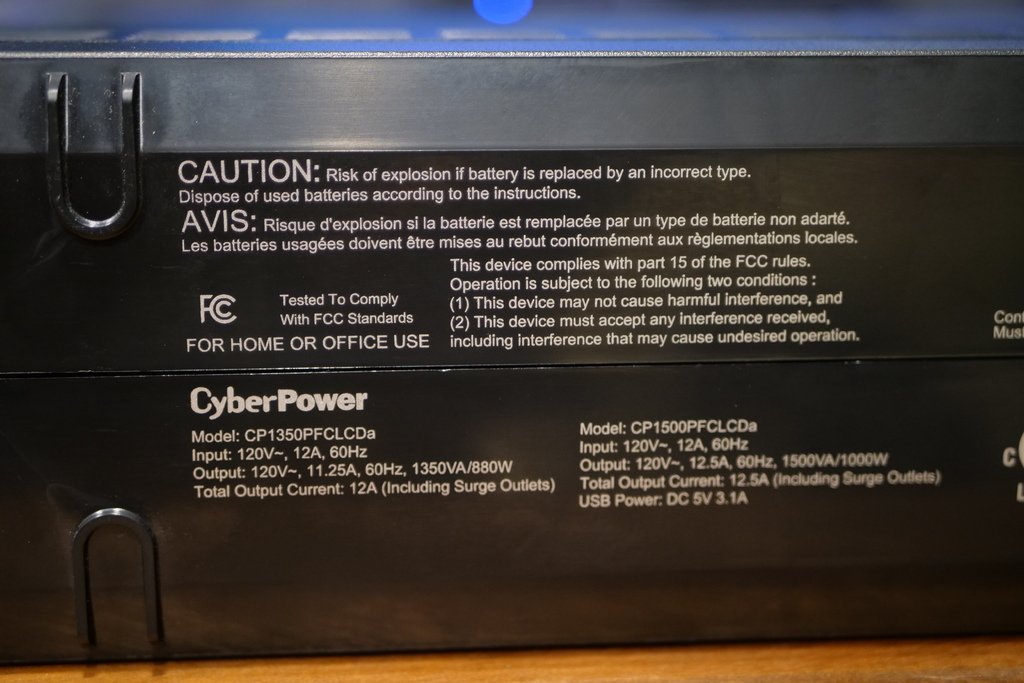 CAUTION: Risk of explosion if battery is replaced by an incorrect type.
Dispose of used batteries according to the instructions.
AVIS: Risque d'explosion si la batterie est remplacée par un type de batterie non adarté.
Les batteries usagées doivent être mises au rebut conformément aux règlementations locales.
FC
Tested To Comply
With FCC Standards
FOR HOME OR OFFICE USE
This device complies with part 15 of the FCC rules.
Operation is subject to the following two conditions :
(1) This device may not cause harmful interference, and
(2) This device must accept any interference received,
including interference that may cause undesired operation.
Cont
Must
CyberPower
Model: CP1350PFCLCDa
Input: 120V~, 12A, 60Hz
Output: 120V~, 11.25A, 60Hz, 1350VA/880W
Total Output Current: 12A (Including Surge Outlets)
Model: CP1500PFCLCDa
Input: 120V~, 12A, 60Hz
Output: 120V~, 12.5A, 60Hz, 1500VA/1000W
Total Output Current: 12.5A (Including Surge Outlets)
USB Power: DC 5V 3.1A